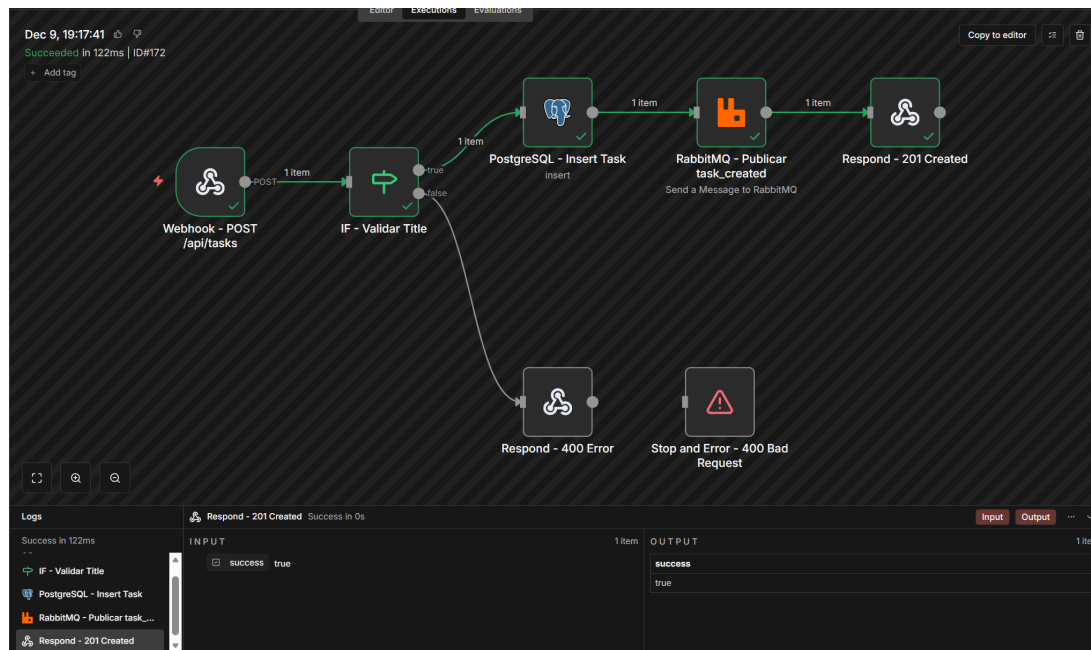 Editor Executions Evaluations
Dec 9, 19:17:41
Succeeded in 122ms | ID#172
+ Add tag
Copy to editor
1 item
1 item
1 item
PostgreSQL - Insert Task
insert
RabbitMQ - Publicar
task_created
Send a Message to RabbitMQ
Respond - 201 Created
POST
1 item
true
false
Webhook - POST
/api/tasks
IF - Validar Title
Respond - 400 Error
Stop and Error - 400 Bad
Request
Logs
Respond - 201 Created Success in 0s
Input Output
Success in 122ms
INPUT
1 item
OUTPUT
IF - Validar Title
success true
success
true
PostgreSQL - Insert Task
RabbitMQ - Publicar task_...
Respond - 201 Created